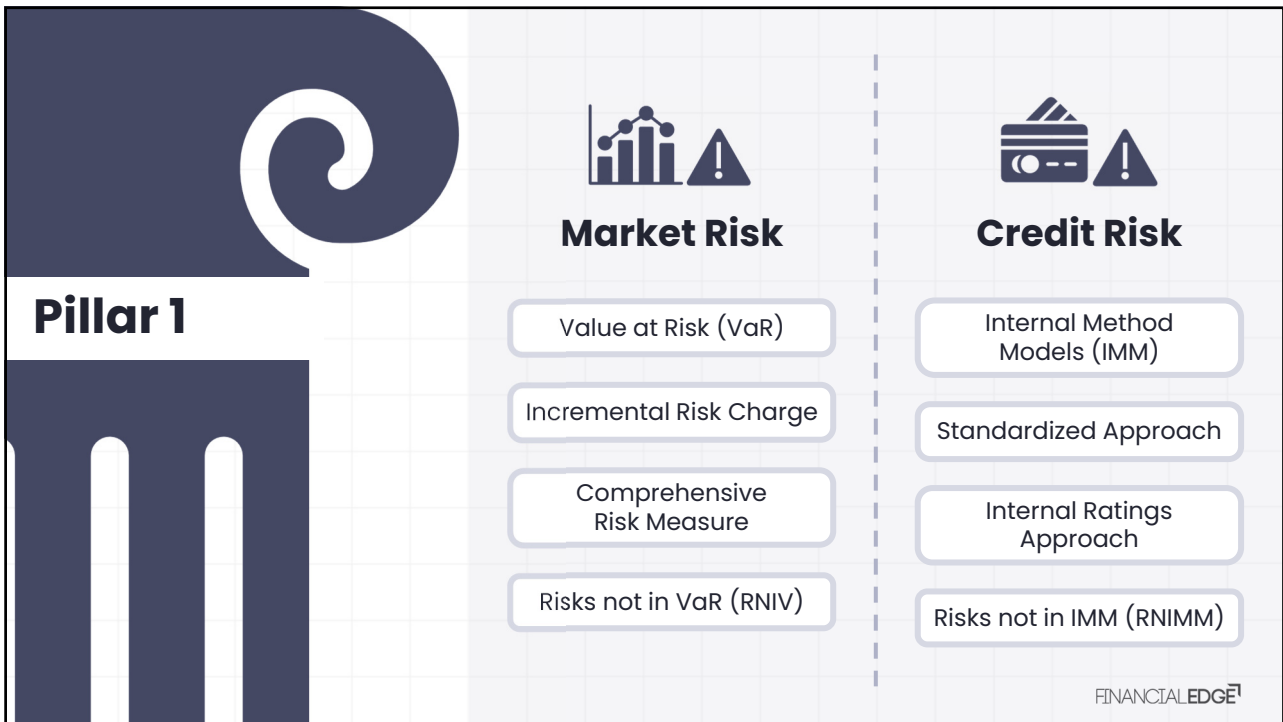 Pillar 1
Market Risk
Value at Risk (VaR)
Incremental Risk Charge
Comprehensive
Risk Measure
Risks not in VaR (RNIV)
Credit Risk
Internal Method
Models (IMM)
Standardized Approach
Internal Ratings
Approach
Risks not in IMM (RNIMM)
FINANCIALEDGE